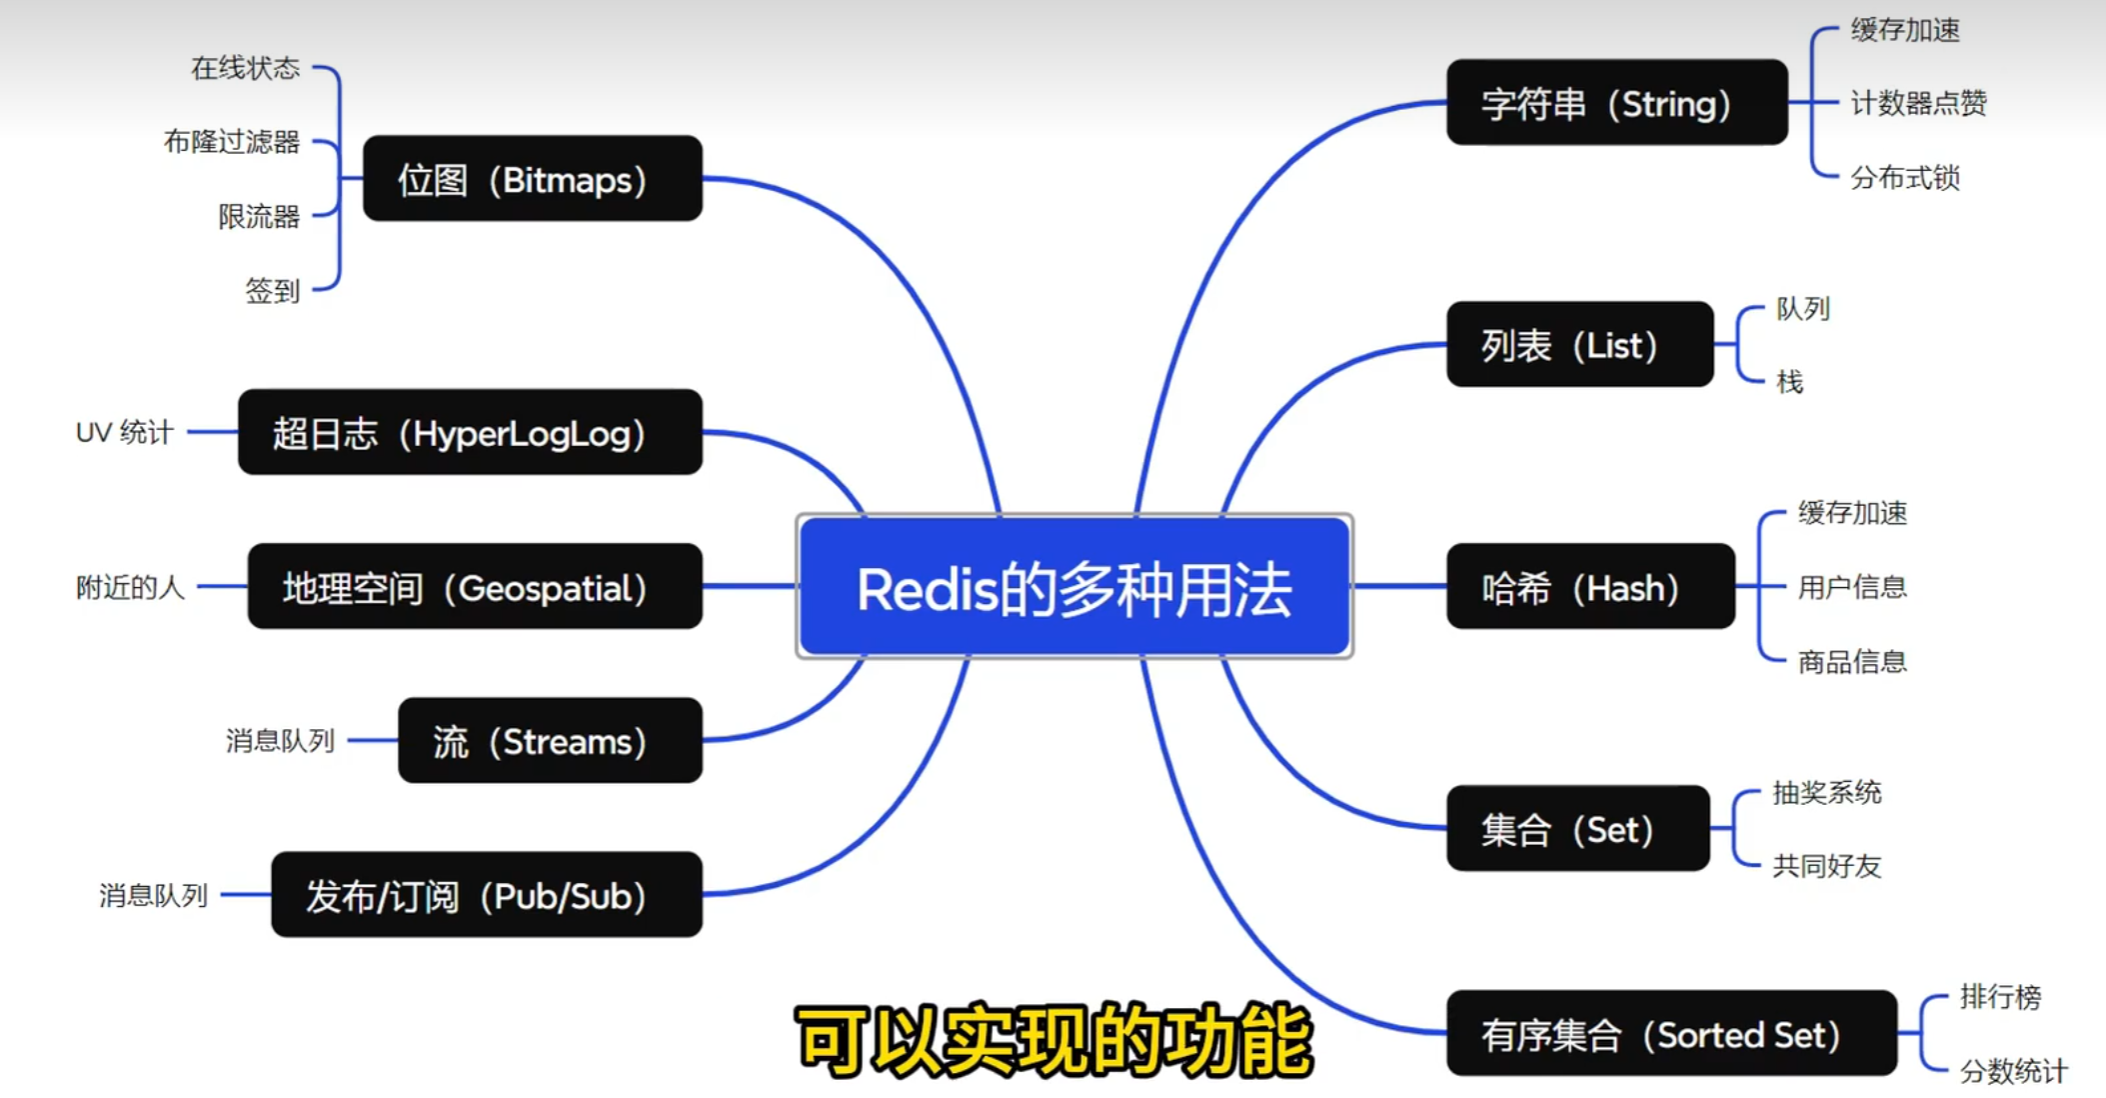 Redis的多种用法
字符串（String）
缓存加速
计数器点赞
分布式锁
列表（List）
队列
栈
哈希（Hash）
缓存加速
用户信息
商品信息
集合（Set）
抽奖系统
共同好友
有序集合（Sorted Set）
排行榜
分数统计
位图（Bitmaps）
在线状态
布隆过滤器
限流器
签到
超日志（HyperLogLog）
UV 统计
地理空间（Geospatial）
附近的人
流（Streams）
消息队列
发布/订阅（Pub/Sub）
消息队列
可以实现的功能